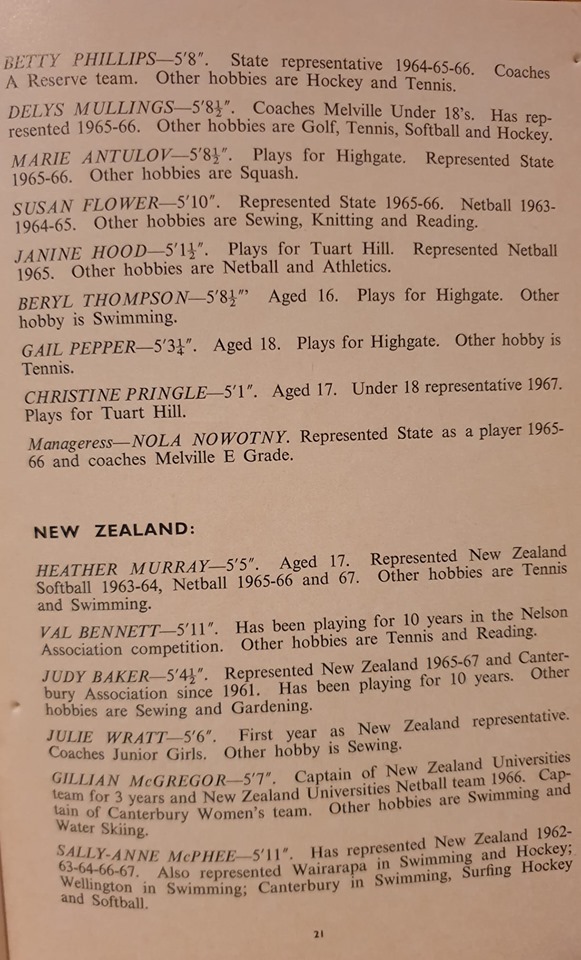 BETTY PHILLIPS—5'8". State representative 1964-65-66. Coaches
A Reserve team. Other hobbies are Hockey and Tennis.
DELYS MULLINGS—5'8½". Coaches Melville Under 18's. Has rep-
resented 1965-66. Other hobbies are Golf, Tennis, Softball and Hockey.
MARIE ANTULOV—5'8½". Plays for Highgate. Represented State
1965-66. Other hobbies are Squash.
SUSAN FLOWER—5'10". Represented State 1965-66. Netball 1963-
1964-65. Other hobbies are Sewing, Knitting and Reading.
JANINE HOOD—5'1½". Plays for Tuart Hill. Represented Netball
1965. Other hobbies are Netball and Athletics.
BERYL THOMPSON—5'8½"' Aged 16. Plays for Highgate. Other
hobby is Swimming.
GAIL PEPPER—5'3¼". Aged 18. Plays for Highgate. Other hobby is
Tennis.
CHRISTINE PRINGLE—5'1". Aged 17. Under 18 representative 1967.
Plays for Tuart Hill.
Manageress—NOLA NOWOTNY. Represented State as a player 1965-
66 and coaches Melville E Grade.
NEW ZEALAND:
HEATHER MURRAY—5'5". Aged 17. Represented New Zealand
Softball 1963-64, Netball 1965-66 and 67. Other hobbies are Tennis
and Swimming.
VAL BENNETT—5'11". Has been playing for 10 years in the Nelson
Association competition. Other hobbies are Tennis and Reading.
JUDY BAKER—5'4½". Represented New Zealand 1965-67 and Canter-
bury Association since 1961. Has been playing for 10 years. Other
hobbies are Sewing and Gardening.
JULIE WRATT—5'6". First year as New Zealand representative.
Coaches Junior Girls. Other hobby is Sewing.
GILLIAN McGREGOR—5'7". Captain of New Zealand Universities
team for 3 years and New Zealand Universities Netball team 1966. Cap-
tain of Canterbury Women's team. Other hobbies are Swimming and
Water Skiing.
SALLY-ANNE McPHEE—5'11". Has represented New Zealand 1962-
63-64-66-67. Also represented Wairarapa in Swimming and Hockey;
Wellington in Swimming; Canterbury in Swimming, Surfing Hockey
and Softball.
21